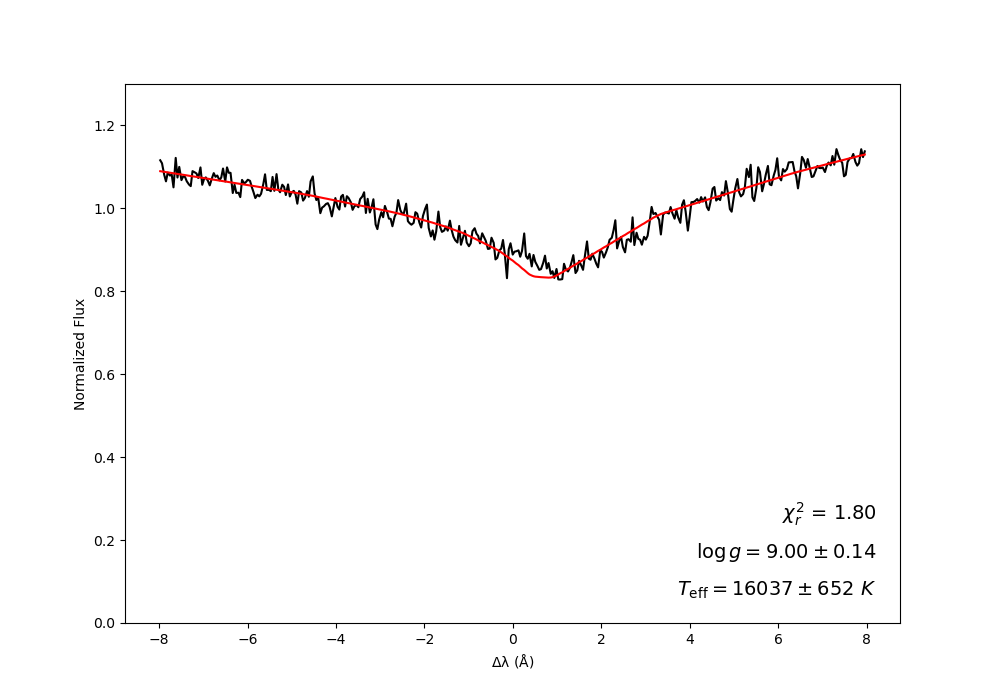 1.2
1.0
0.8
0.6
0.4
0.2
0.0
Normalized Flux
χ²ᵣ = 1.80
log g = 9.00 ± 0.14
T_eff = 16037 ± 652 K
−8 −6 −4 −2 0 2 4 6 8
Δλ (Å)